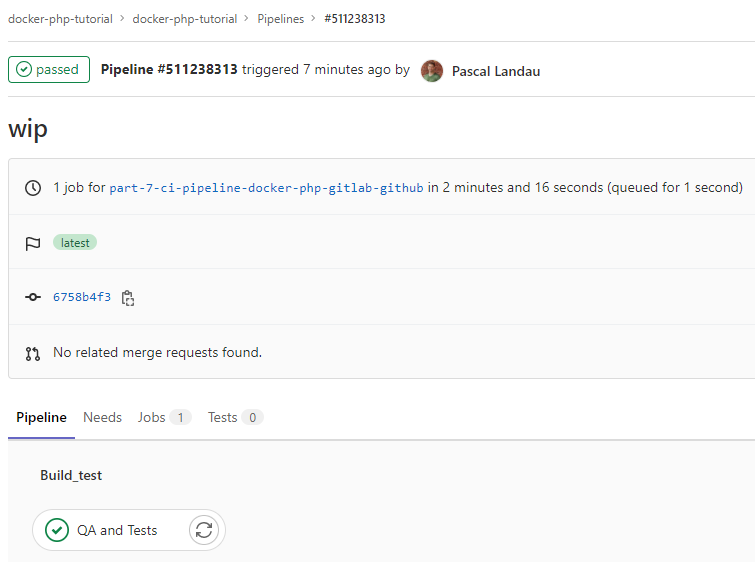 docker-php-tutorial > docker-php-tutorial > Pipelines > #511238313
passed Pipeline #511238313 triggered 7 minutes ago by Pascal Landau
wip
1 job for part-7-ci-pipeline-docker-php-gitlab-github in 2 minutes and 16 seconds (queued for 1 second)
latest
6758b4f3
No related merge requests found.
Pipeline Needs Jobs 1 Tests 0
Build_test
QA and Tests